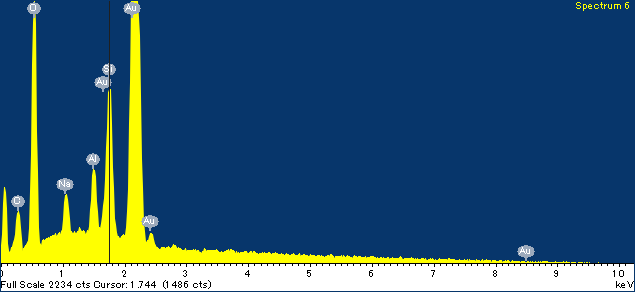 Spectrum 6
O Au
Si
Au
Al
Na
Au
Au
0 1 2 3 4 5 6 7 8 9 10
Full Scale 2234 cts Cursor: 1.744 (1486 cts) keV